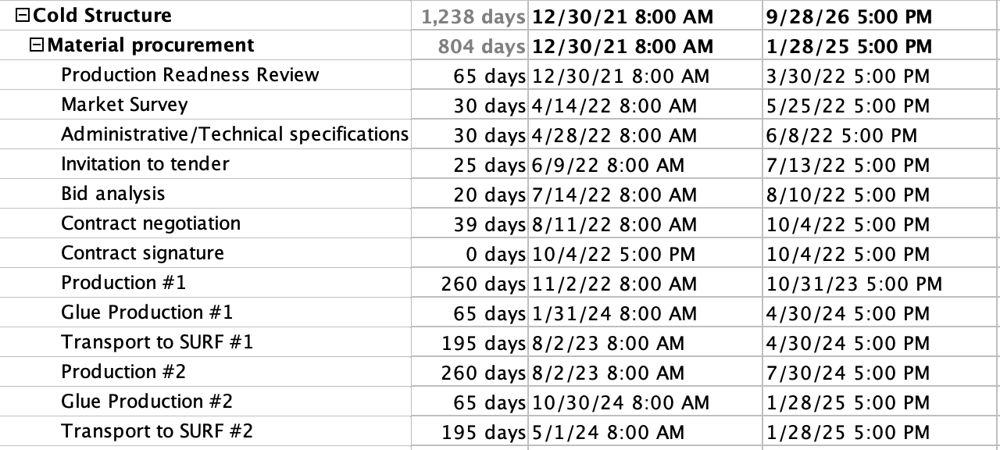 Cold Structure 1,238 days 12/30/21 8:00 AM 9/28/26 5:00 PM
Material procurement 804 days 12/30/21 8:00 AM 1/28/25 5:00 PM
Production Readiness Review 65 days 12/30/21 8:00 AM 3/30/22 5:00 PM
Market Survey 30 days 4/14/22 8:00 AM 5/25/22 5:00 PM
Administrative/Technical specifications 30 days 4/28/22 8:00 AM 6/8/22 5:00 PM
Invitation to tender 25 days 6/9/22 8:00 AM 7/13/22 5:00 PM
Bid analysis 20 days 7/14/22 8:00 AM 8/10/22 5:00 PM
Contract negotiation 39 days 8/11/22 8:00 AM 10/4/22 5:00 PM
Contract signature 0 days 10/4/22 5:00 PM 10/4/22 5:00 PM
Production #1 260 days 11/2/22 8:00 AM 10/31/23 5:00 PM
Glue Production #1 65 days 1/31/24 8:00 AM 4/30/24 5:00 PM
Transport to SURF #1 195 days 8/2/23 8:00 AM 4/30/24 5:00 PM
Production #2 260 days 8/2/23 8:00 AM 7/30/24 5:00 PM
Glue Production #2 65 days 10/30/24 8:00 AM 1/28/25 5:00 PM
Transport to SURF #2 195 days 5/1/24 8:00 AM 1/28/25 5:00 PM